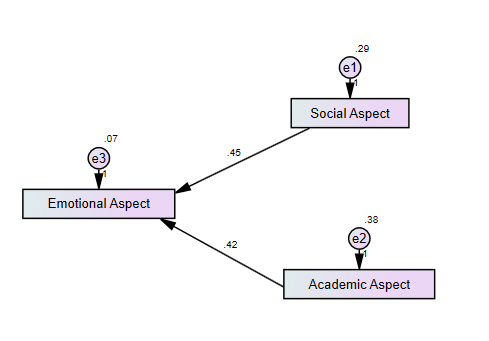 .29
e1
1
Social Aspect
.07
e3
1
.45
Emotional Aspect
.38
e2
1
.42
Academic Aspect